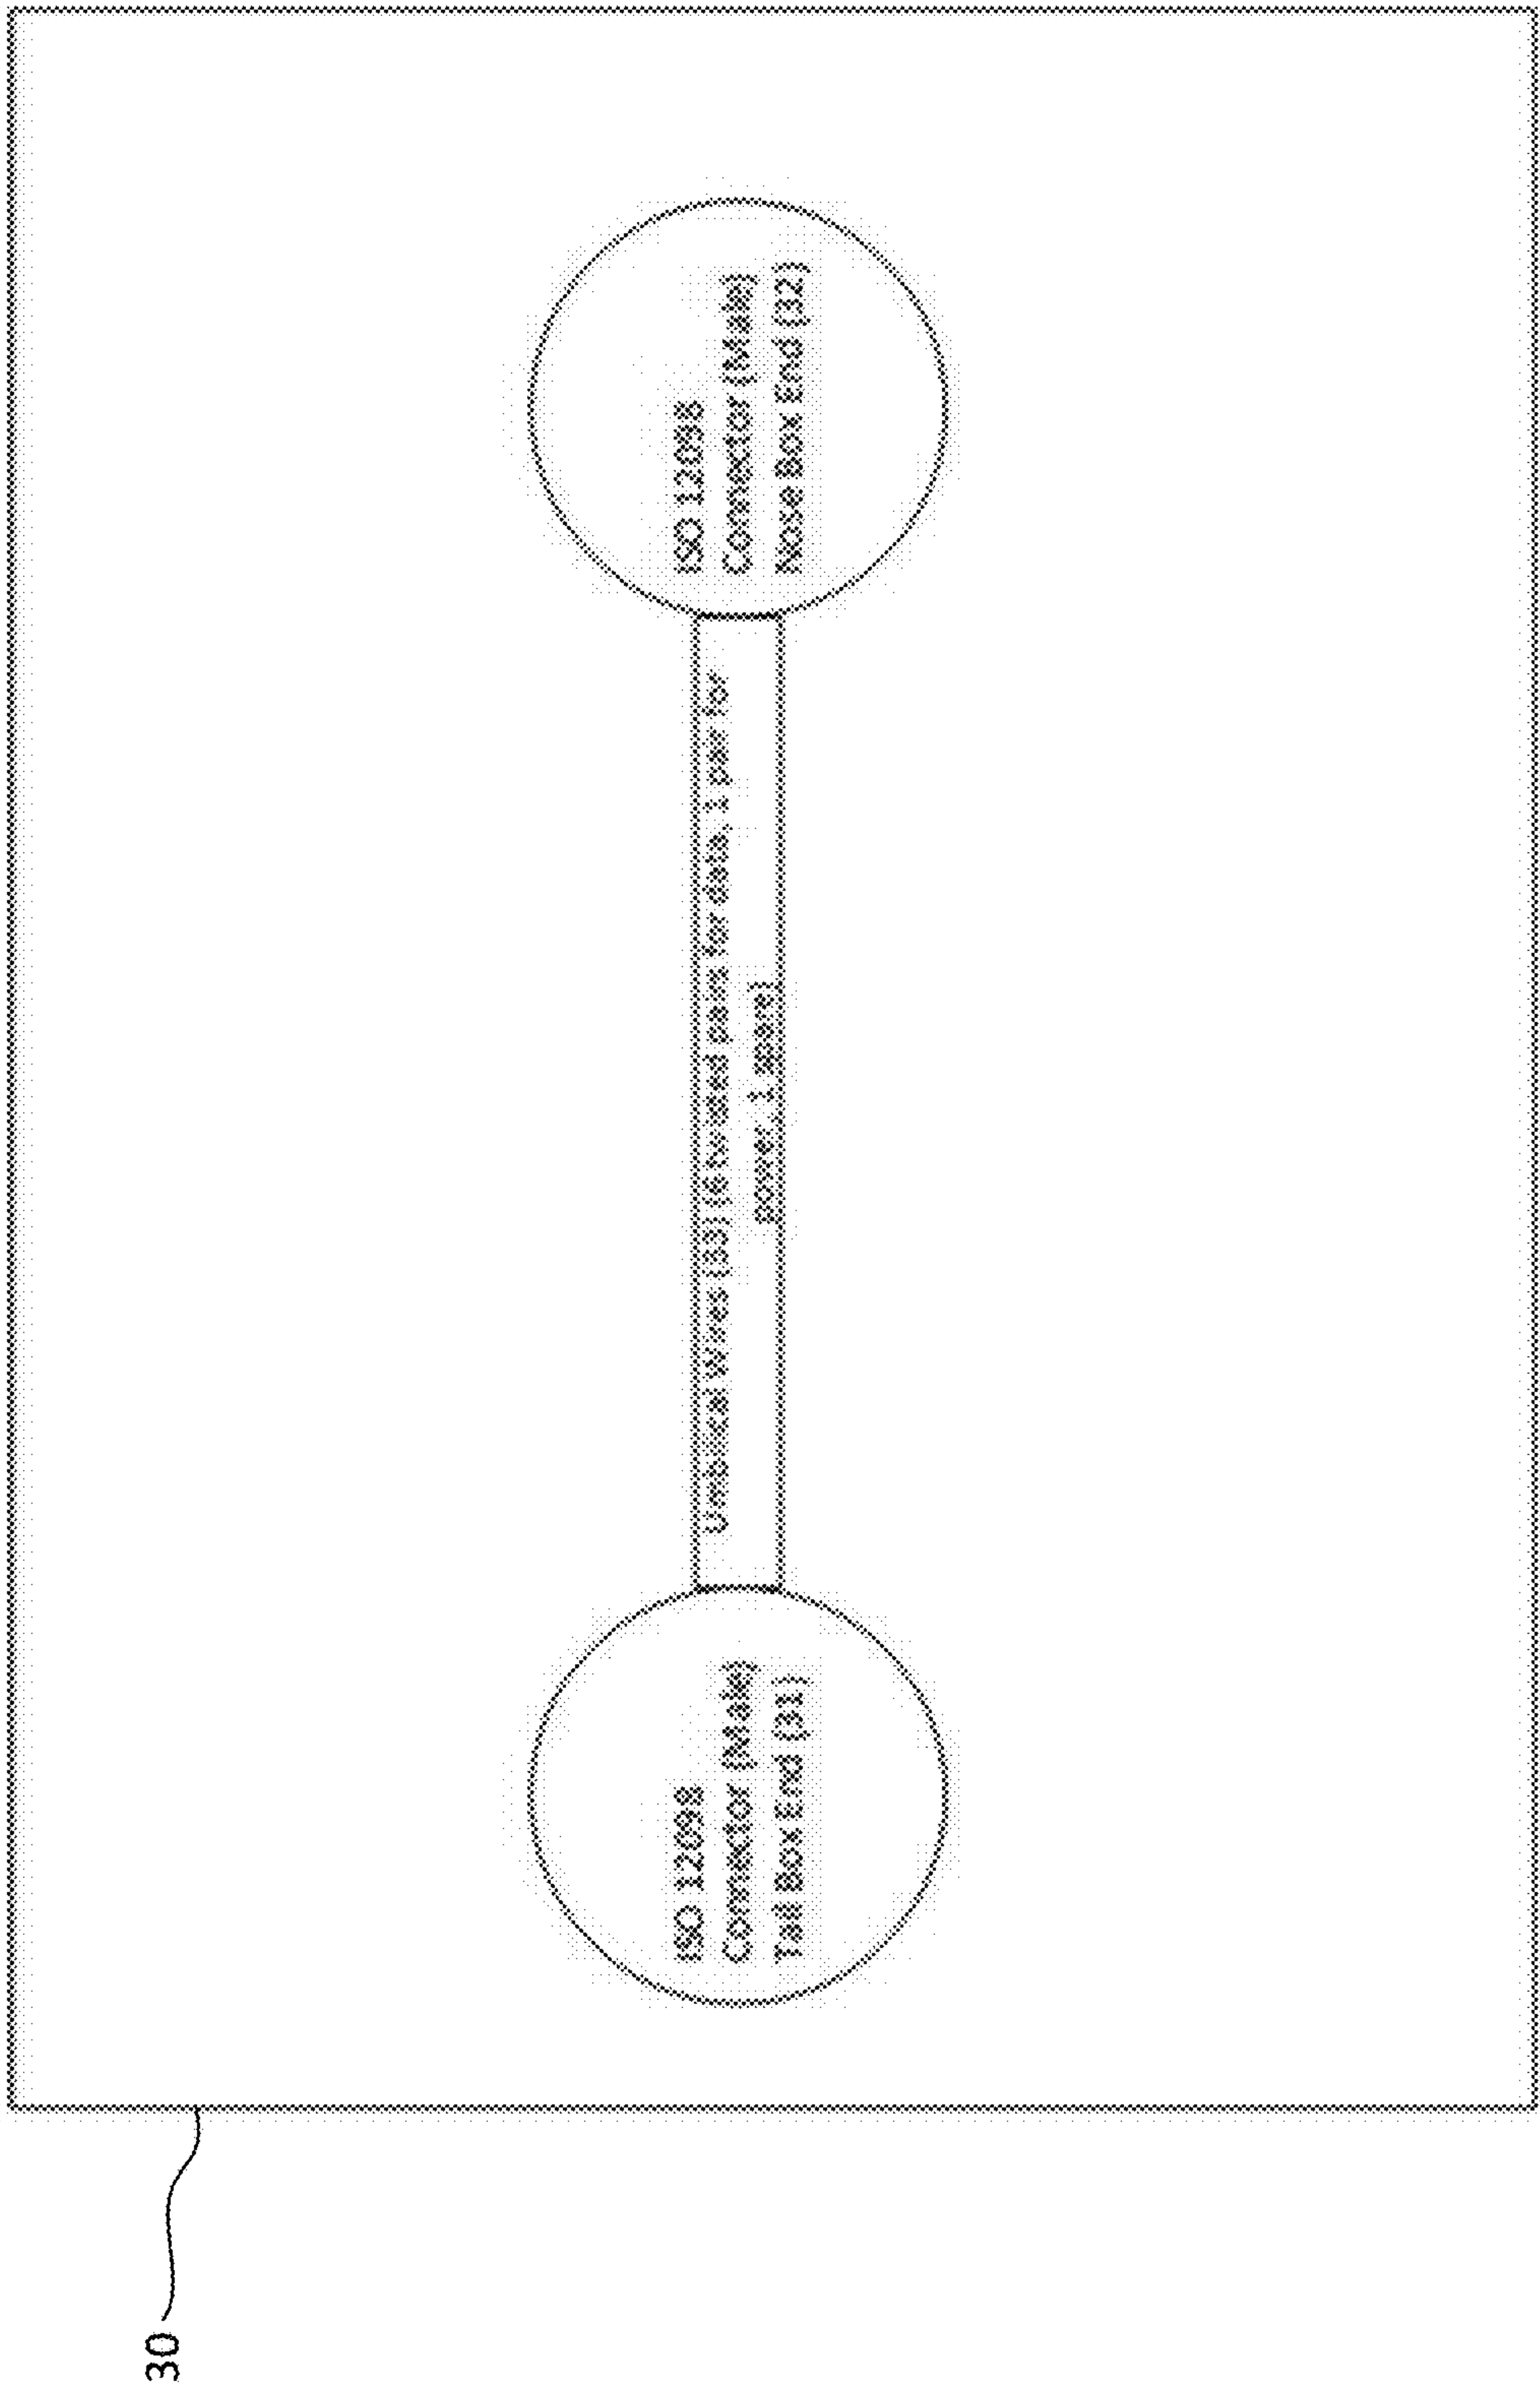 30
ISO 12098
Connector (Male)
Tail Box End (31)
Umbilical Wires (33) (6 twisted pairs for data, 1 pair for
power, 1 spare)
ISO 12098
Connector (Male)
Nose Box End (32)